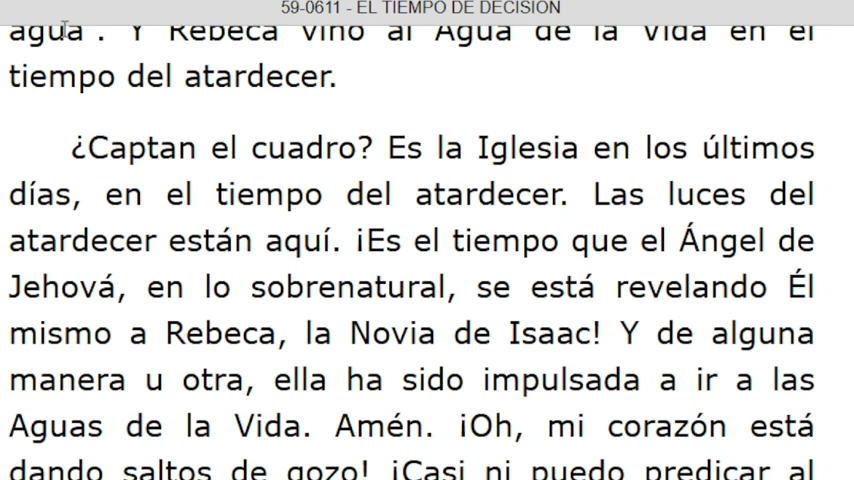 59-0611 - EL TIEMPO DE DECISIÓN
agua". Y Rebeca vino al Agua de la Vida en el
tiempo del atardecer.
¿Captan el cuadro? Es la Iglesia en los últimos
días, en el tiempo del atardecer. Las luces del
atardecer están aquí. ¡Es el tiempo que el Ángel de
Jehová, en lo sobrenatural, se está revelando Él
mismo a Rebeca, la Novia de Isaac! Y de alguna
manera u otra, ella ha sido impulsada a ir a las
Aguas de la Vida. Amén. ¡Oh, mi corazón está
dando saltos de gozo! ¡Casi ni puedo predicar al